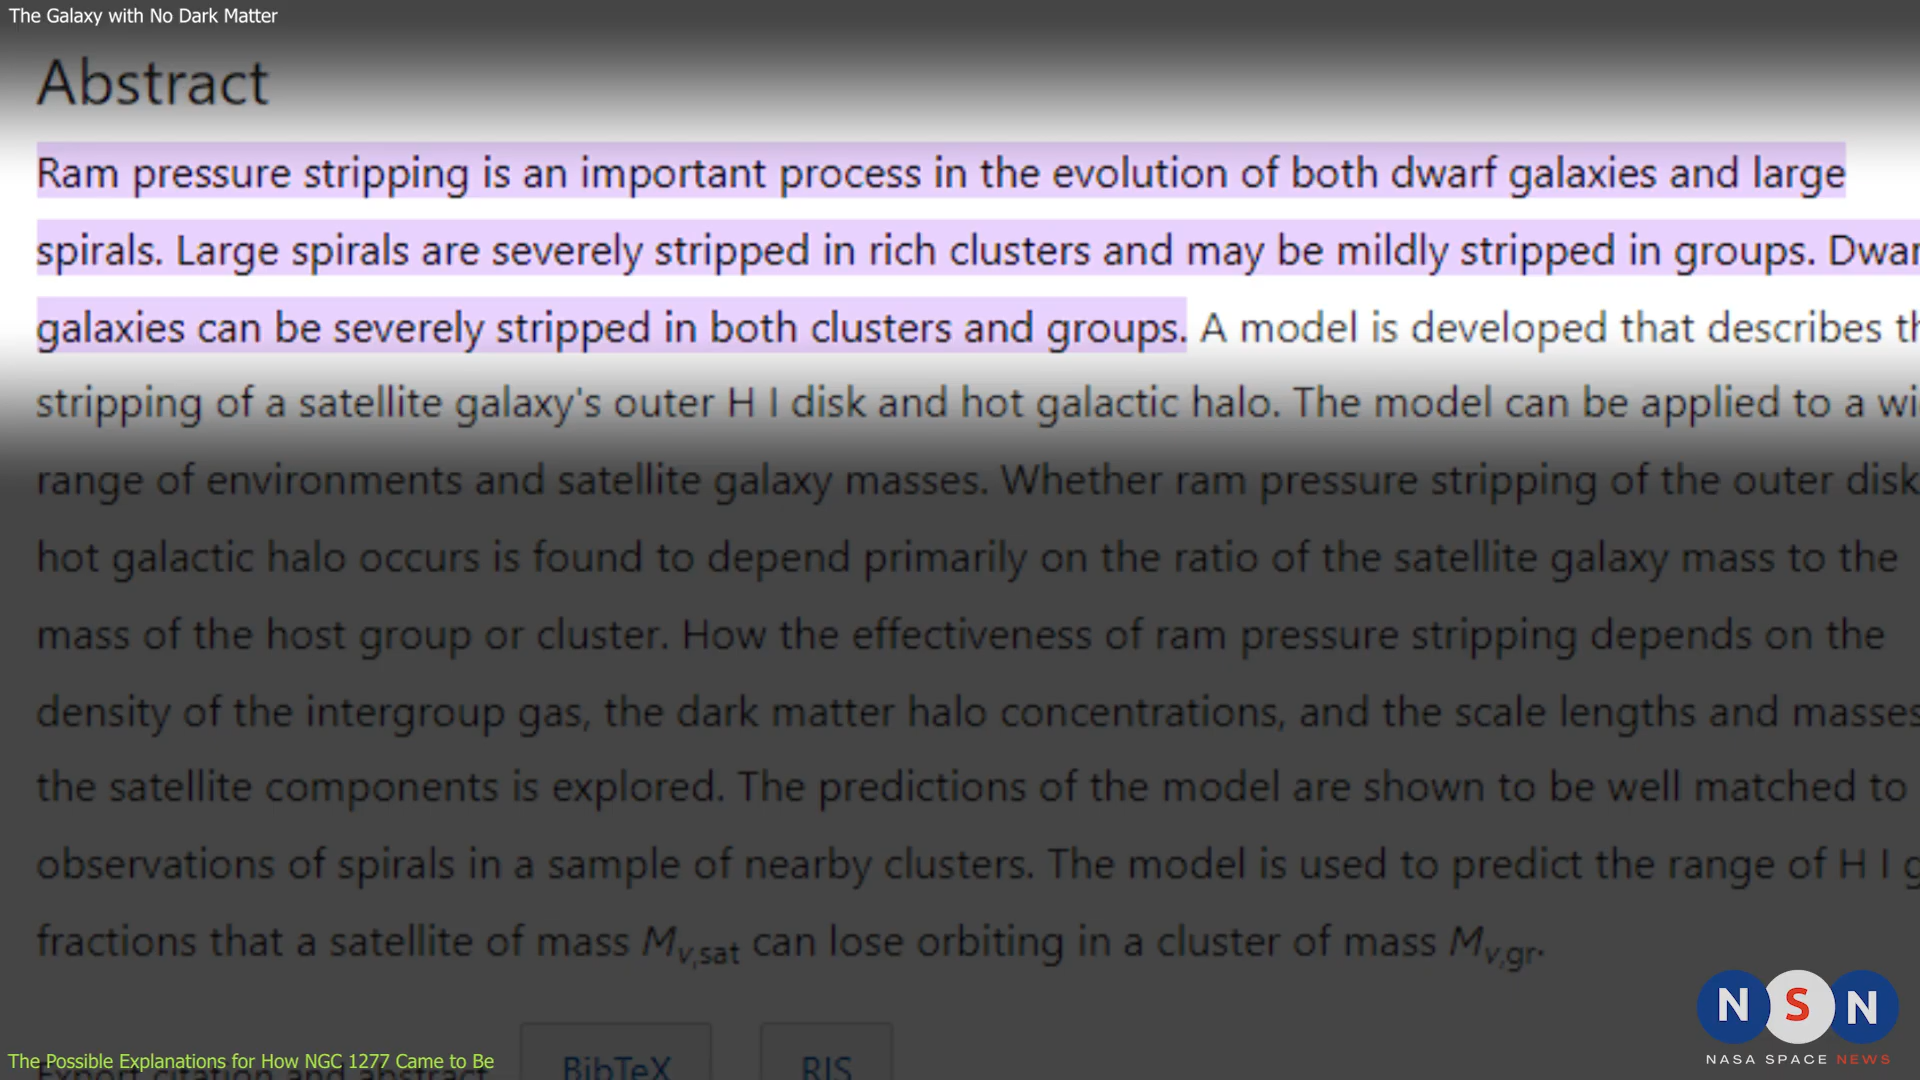 The Galaxy with No Dark Matter
Abstract
Ram pressure stripping is an important process in the evolution of both dwarf galaxies and large
spirals. Large spirals are severely stripped in rich clusters and may be mildly stripped in groups. Dwar
galaxies can be severely stripped in both clusters and groups. A model is developed that describes th
stripping of a satellite galaxy's outer H I disk and hot galactic halo. The model can be applied to a wi
range of environments and satellite galaxy masses. Whether ram pressure stripping of the outer disk
hot galactic halo occurs is found to depend primarily on the ratio of the satellite galaxy mass to the
mass of the host group or cluster. How the effectiveness of ram pressure stripping depends on the
density of the intergroup gas, the dark matter halo concentrations, and the scale lengths and masses
the satellite components is explored. The predictions of the model are shown to be well matched to
observations of spirals in a sample of nearby clusters. The model is used to predict the range of H I g
fractions that a satellite of mass Mv,sat can lose orbiting in a cluster of mass Mv,gr.
NSN
NASA SPACE NEWS
The Possible Explanations for How NGC 1277 Came to Be
Export citation and abstract
BibTeX
RIS